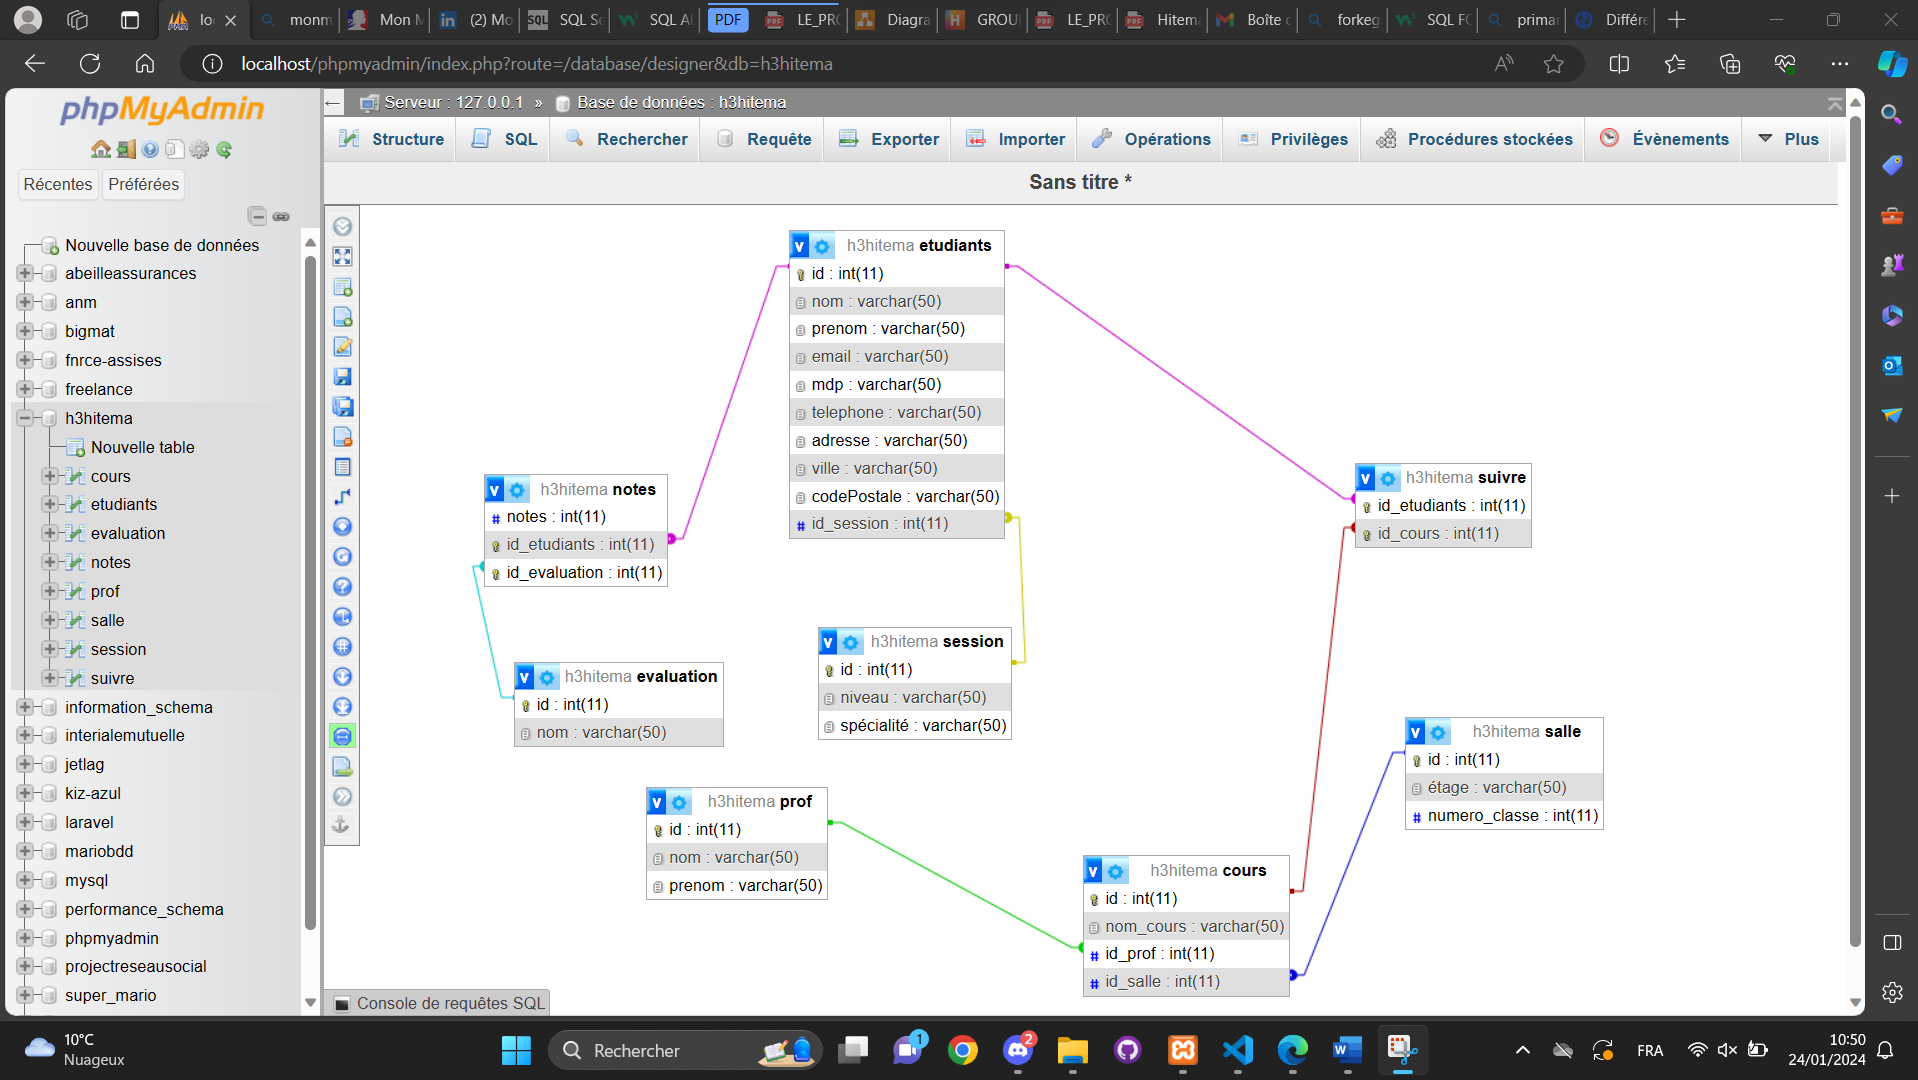 loc
monm
Mon M
(2) Mo
SQL Sc
SQL AU
PDF
LE_PRO
Diagra
GROU
LE_PRO
Hitema
Boîte d
forkeg
SQL FO
primar
Différe
localhost/phpmyadmin/index.php?route=/database/designer&db=h3hitema
phpMyAdmin
Récentes Préférées
Nouvelle base de données
abeilleassurances
anm
bigmat
fnrce-assises
freelance
h3hitema
Nouvelle table
cours
etudiants
evaluation
notes
prof
salle
session
suivre
information_schema
interialemutuelle
jetlag
kiz-azul
laravel
mariobdd
mysql
performance_schema
phpmyadmin
projectreseausocial
super_mario
Serveur : 127.0.0.1 » Base de données : h3hitema
Structure SQL Rechercher Requête Exporter Importer Opérations Privilèges Procédures stockées Évènements Plus
Sans titre *
v h3hitema etudiants
id : int(11)
nom : varchar(50)
prenom : varchar(50)
email : varchar(50)
mdp : varchar(50)
telephone : varchar(50)
adresse : varchar(50)
ville : varchar(50)
codePostale : varchar(50)
# id_session : int(11)
v h3hitema notes
# notes : int(11)
id_etudiants : int(11)
id_evaluation : int(11)
v h3hitema suivre
id_etudiants : int(11)
id_cours : int(11)
v h3hitema session
id : int(11)
niveau : varchar(50)
spécialité : varchar(50)
v h3hitema evaluation
id : int(11)
nom : varchar(50)
v h3hitema salle
id : int(11)
étage : varchar(50)
# numero_classe : int(11)
v h3hitema prof
id : int(11)
nom : varchar(50)
prenom : varchar(50)
v h3hitema cours
id : int(11)
nom_cours : varchar(50)
# id_prof : int(11)
# id_salle : int(11)
Console de requêtes SQL
10°C
Nuageux
Rechercher
1
2
FRA
10:50
24/01/2024